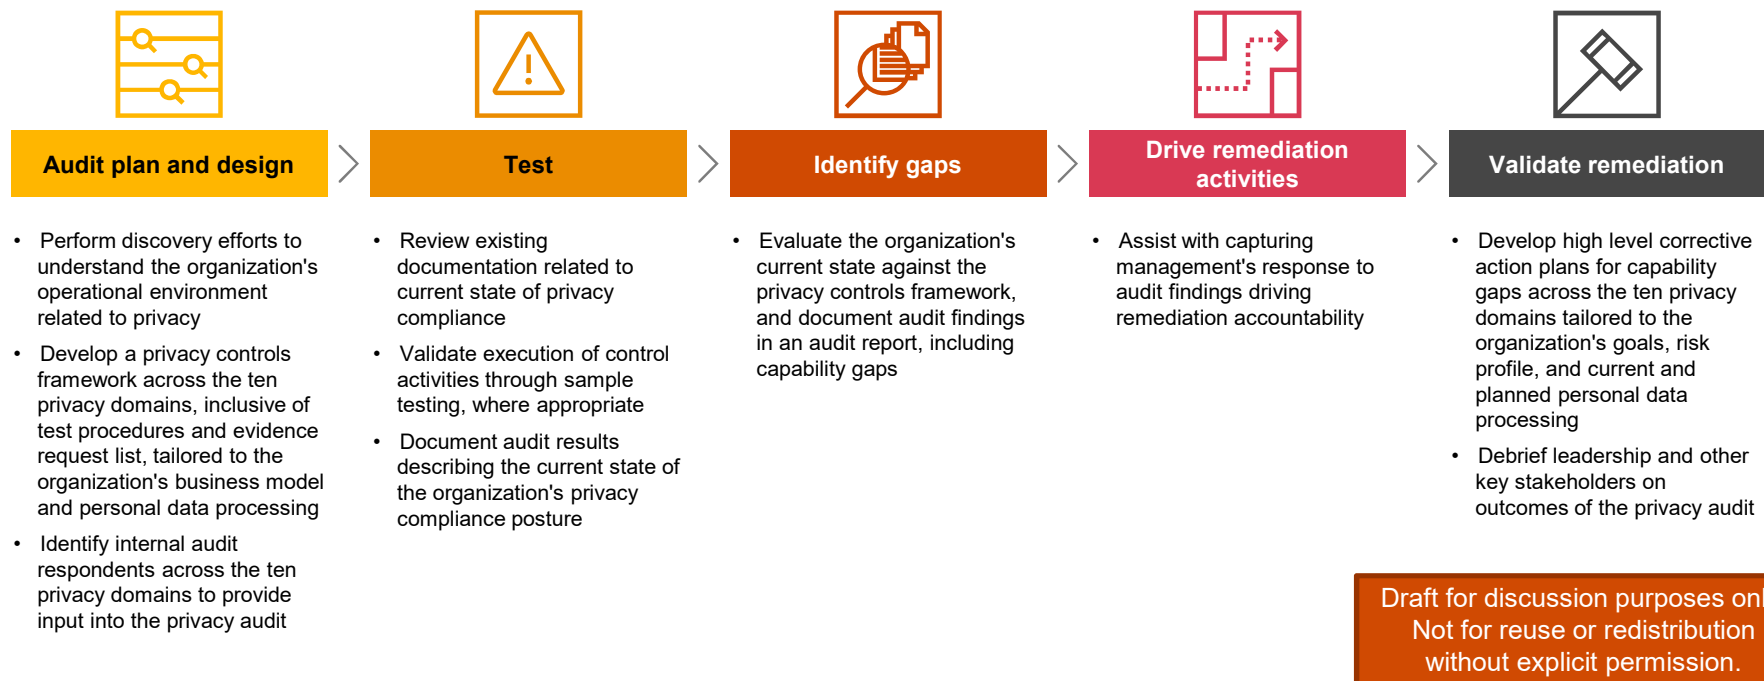 Audit plan and design
Test
Identify gaps
Drive remediation
activities
Validate remediation
• Perform discovery efforts to
understand the organization's
operational environment
related to privacy
• Develop a privacy controls
framework across the ten
privacy domains, inclusive of
test procedures and evidence
request list, tailored to the
organization's business model
and personal data processing
• Identify internal audit
respondents across the ten
privacy domains to provide
input into the privacy audit
• Review existing
documentation related to
current state of privacy
compliance
• Validate execution of control
activities through sample
testing, where appropriate
• Document audit results
describing the current state of
the organization's privacy
compliance posture
• Evaluate the organization's
current state against the
privacy controls framework,
and document audit findings
in an audit report, including
capability gaps
• Assist with capturing
management's response to
audit findings driving
remediation accountability
• Develop high level corrective
action plans for capability
gaps across the ten privacy
domains tailored to the
organization's goals, risk
profile, and current and
planned personal data
processing
• Debrief leadership and other
key stakeholders on
outcomes of the privacy audit
Draft for discussion purposes
Not for reuse or redistribution
without explicit permission.